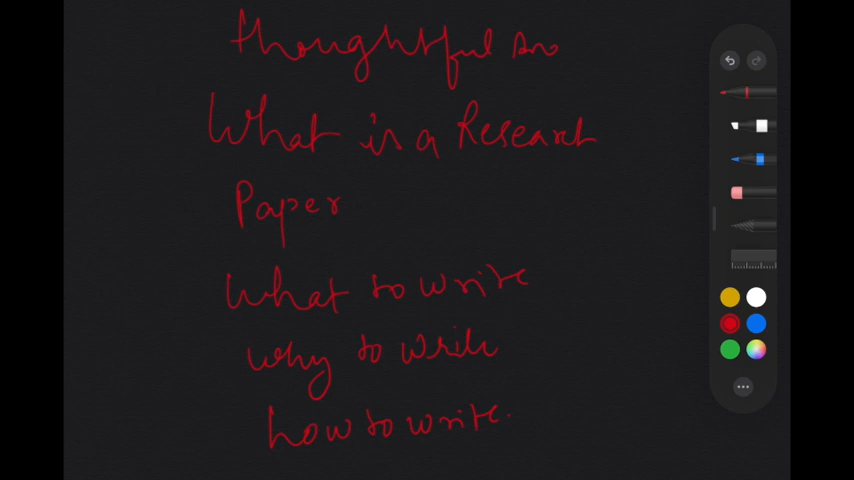 thoughtful
What is a Research
Paper
What to write
why to write
how to write.